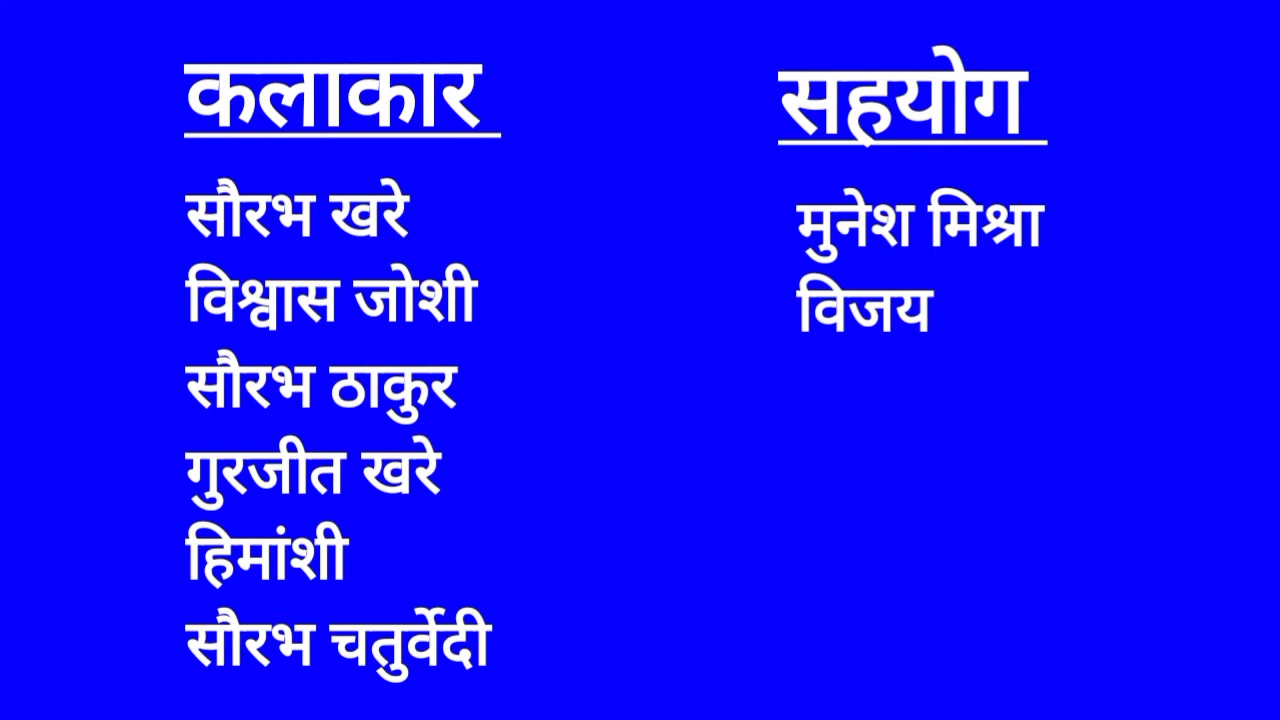 कलाकार
सौरभ खरे
विश्वास जोशी
सौरभ ठाकुर
गुरजीत खरे
हिमांशी
सौरभ चतुर्वेदी
सहयोग
मुनेश मिश्रा
विजय